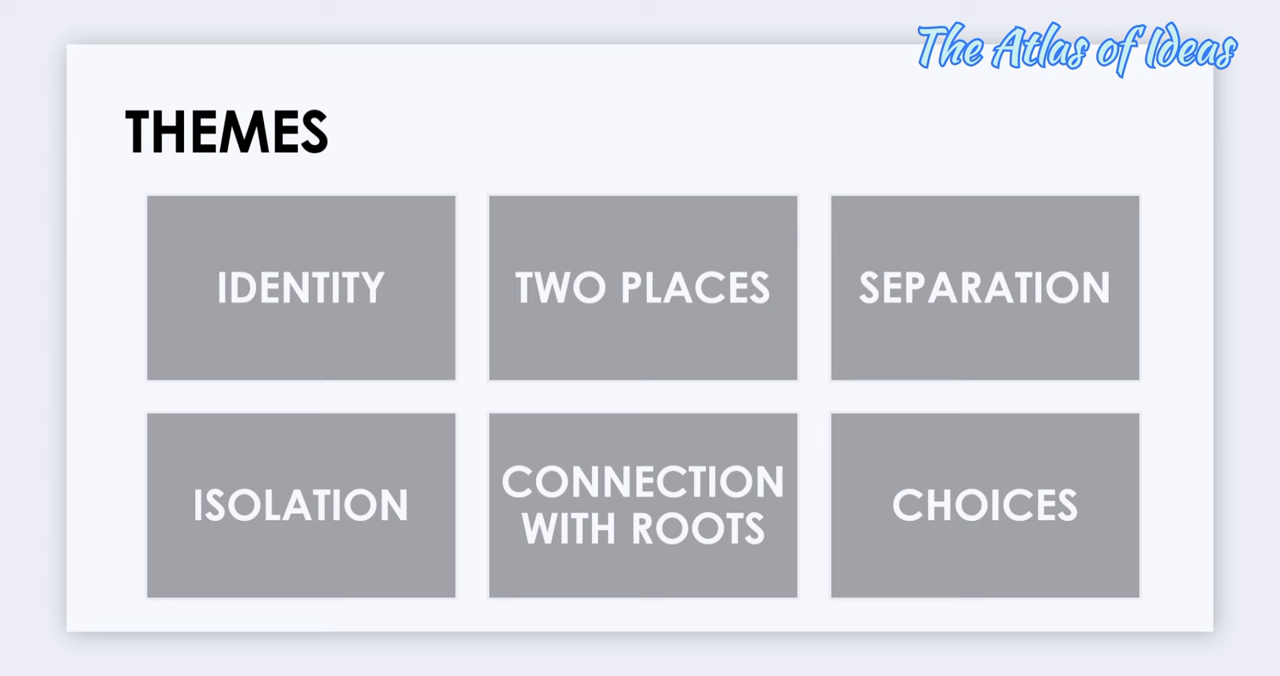 The Atlas of Ideas
THEMES
IDENTITY
TWO PLACES
SEPARATION
ISOLATION
CONNECTION
WITH ROOTS
CHOICES